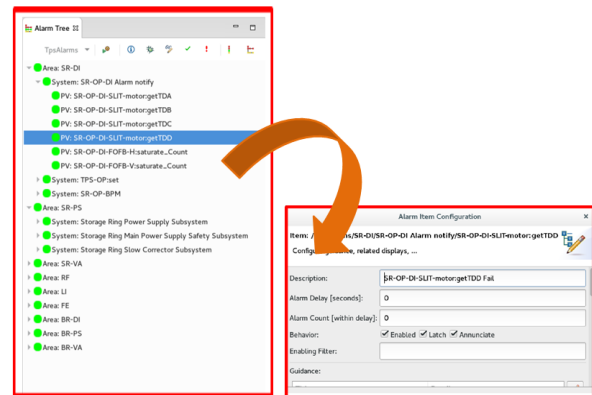 Alarm Tree
TpsAlarms
Area: SR-DI
System: SR-OP-DI Alarm notify
PV: SR-OP-DI-SLIT-motor:getTDA
PV: SR-OP-DI-SLIT-motor:getTDB
PV: SR-OP-DI-SLIT-motor:getTDC
PV: SR-OP-DI-SLIT-motor:getTDD
PV: SR-OP-DI-FOFB-H:saturate_Count
PV: SR-OP-DI-FOFB-V:saturate_Count
System: TPS-OP:set
System: SR-OP-BPM
Area: SR-PS
System: Storage Ring Power Supply Subsystem
System: Storage Ring Main Power Supply Safety Subsystem
System: Storage Ring Slow Corrector Subsystem
Area: SR-VA
Area: RF
Area: LI
Area: FE
Area: BR-DI
Area: BR-PS
Area: BR-VA
Alarm Item Configuration
Item: /SR-DI/SR-OP-DI Alarm notify/SR-OP-DI-SLIT-motor:getTDD
related displays, ...
Description: SR-OP-DI-SLIT-motor:getTDD Fail
Alarm Delay [seconds]: 0
Alarm Count [within delay]: 0
Behavior: Enabled Latch Annunciate
Enabling Filter:
Guidance: